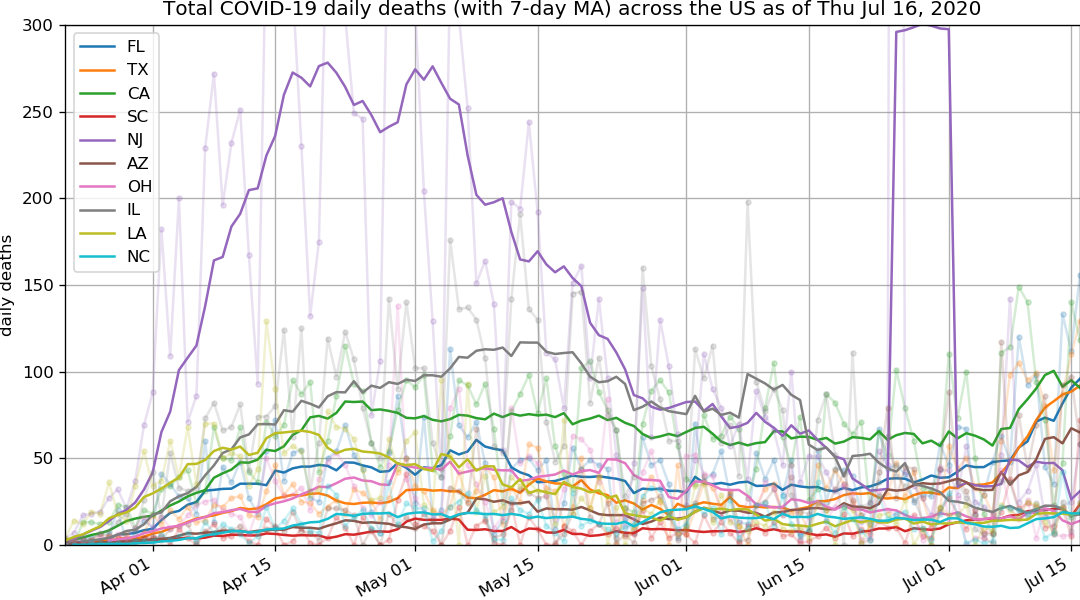 Total COVID-19 daily deaths (with 7-day MA) across the US as of Thu Jul 16, 2020
300
250
200
150
100
50
0
daily deaths
FL
TX
CA
SC
NJ
AZ
OH
IL
LA
NC
Apr 01
Apr 15
May 01
May 15
Jun 01
Jun 15
Jul 01
Jul 15